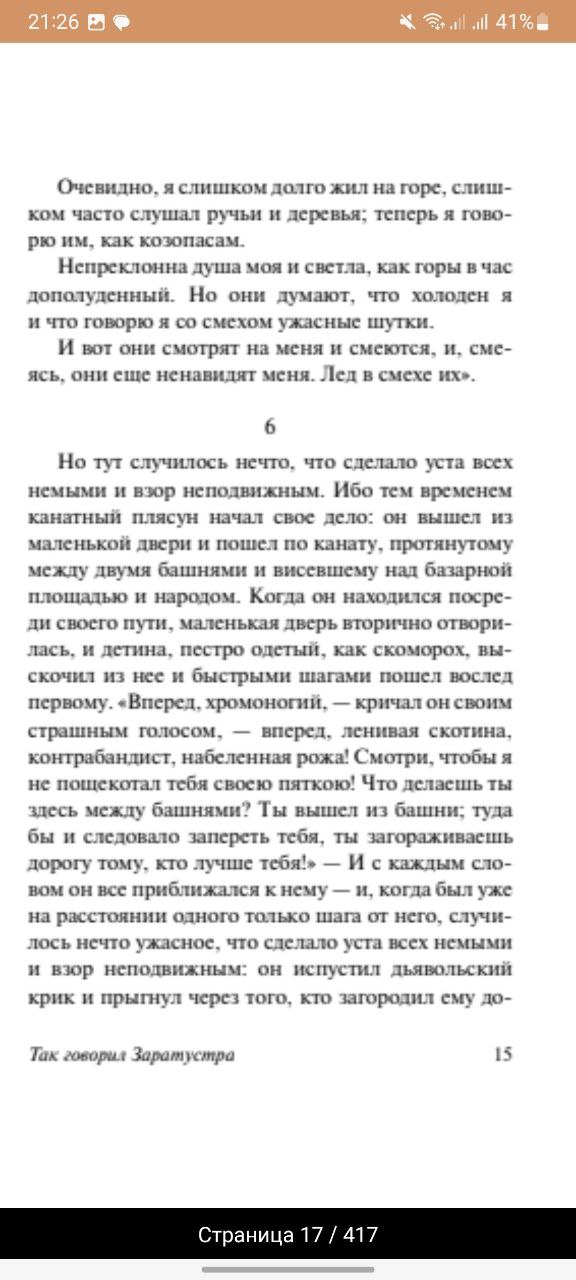 21:26
41%
Очевидно, я слишком долго жил на горе, слиш-
ком часто слушал ручьи и деревья; теперь я гово-
рю им, как козопасам.
Непреклонна душа моя и светла, как горы в час
дополуденный. Но они думают, что холоден я
и что говорю я со смехом ужасные шутки.
И вот они смотрят на меня и смеются, и, сме-
ясь, они еще ненавидят меня. Лед в смехе их».
6
Но тут случилось нечто, что сделало уста всех
немыми и взор неподвижным. Ибо тем временем
канатный плясун начал свое дело: он вышел из
маленькой двери и пошел по канату, протянутому
между двумя башнями и висевшему над базарной
площадью и народом. Когда он находился посре-
ди своего пути, маленькая дверь вторично отвори-
лась, и детина, пестро одетый, как скоморох, вы-
скочил из нее и быстрыми шагами пошел вослед
первому. «Вперед, хромоногий, — кричал он своим
страшным голосом, — вперед, ленивая скотина,
контрабандист, набеленная рожа! Смотри, чтобы я
не пощекотал тебя своею пяткою! Что делаешь ты
здесь между башнями? Ты вышел из башни; туда
бы и следовало запереть тебя, ты загораживаешь
дорогу тому, кто лучше тебя!» — И с каждым сло-
вом он все приближался к нему — и, когда был уже
на расстоянии одного только шага от него, случи-
лось нечто ужасное, что сделало уста всех немыми
и взор неподвижным: он испустил дьявольский
крик и прыгнул через того, кто загородил ему до-
Так говорил Заратустра 15
Страница 17 / 417